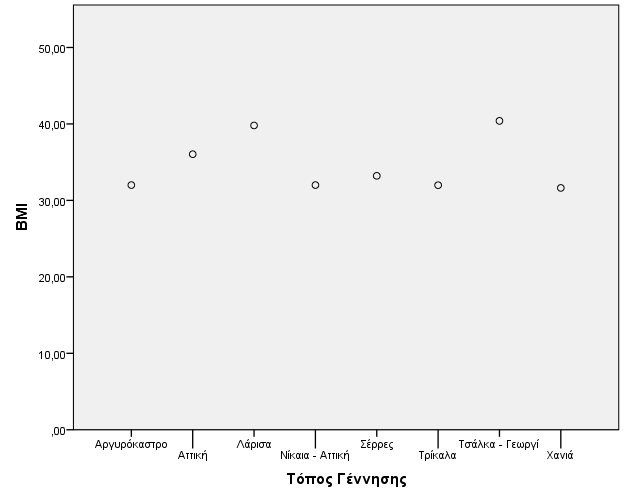 50,00
40,00
30,00
20,00
10,00
,00
BMI
Αργυρόκαστρο
Αττική
Λάρισα
Νίκαια - Αττική
Σέρρες
Τρίκαλα
Τσάλκα - Γεωργί
Χανιά
Τόπος Γέννησης